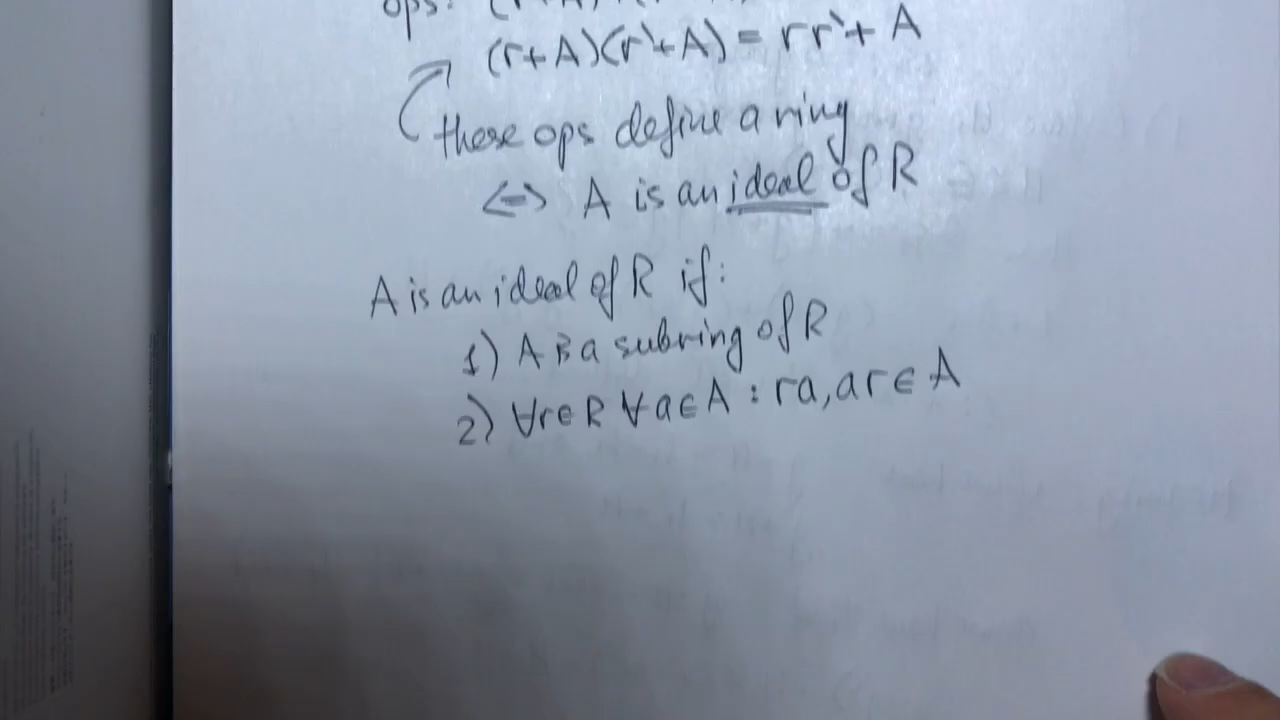 ops:
(r+A)(r'+A) = rr'+A
these ops define a ring
⟺ A is an ideal of R
A is an ideal of R if:
1) A is a subring of R
2) ∀r∈R ∀a∈A : ra, ar ∈ A